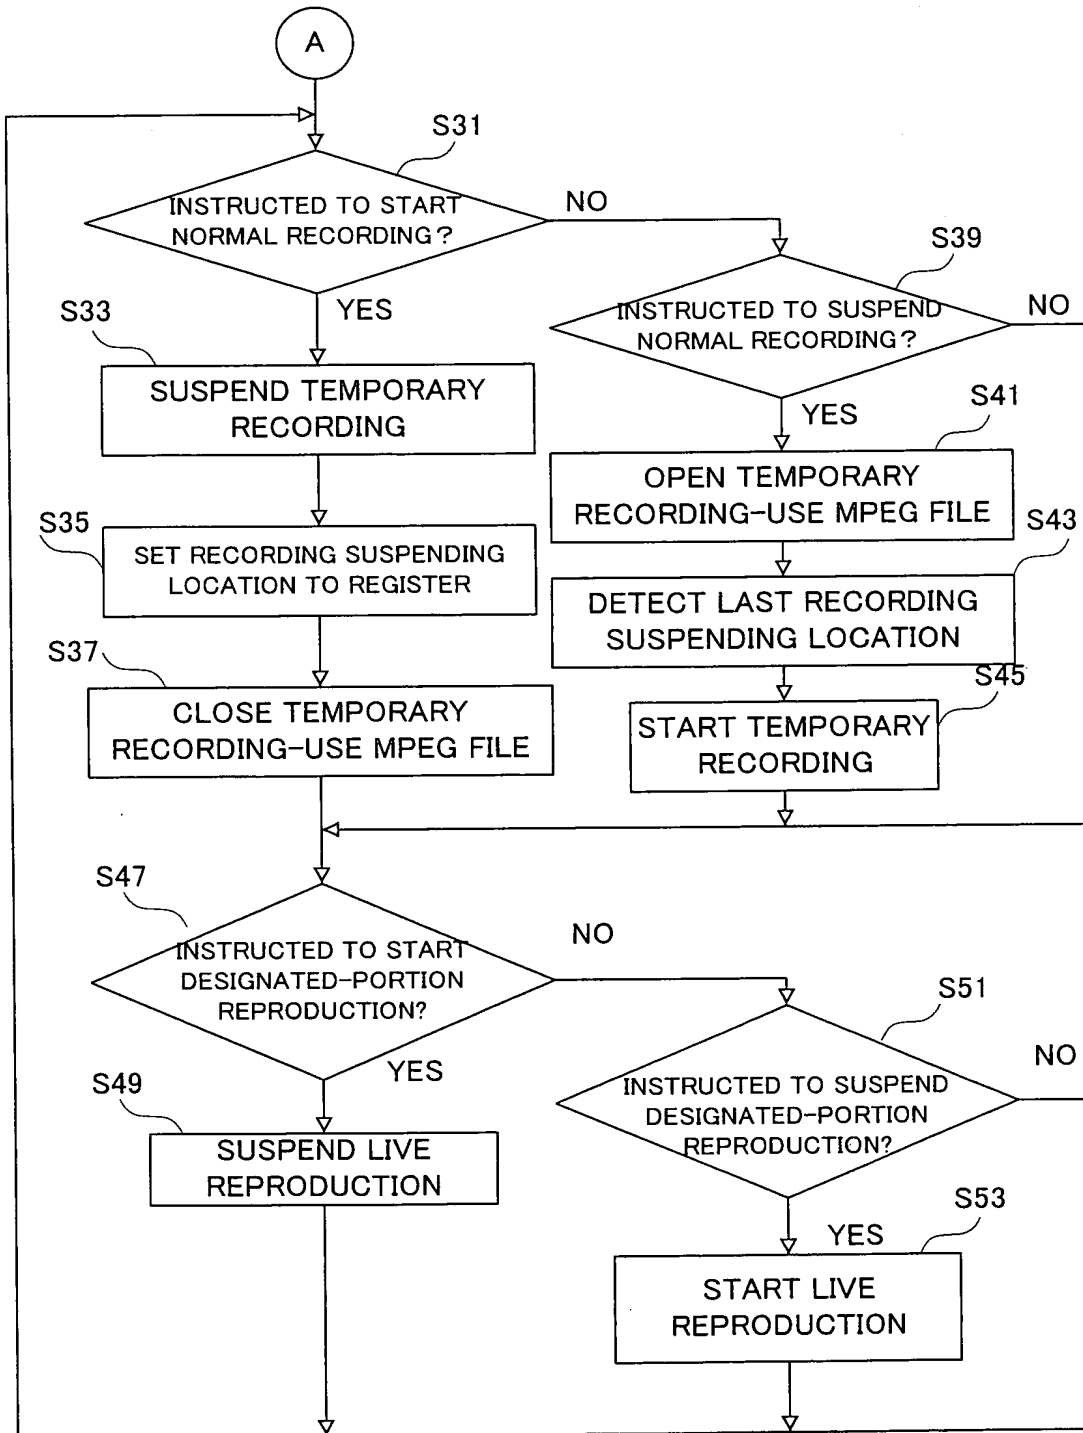 A
S31
INSTRUCTED TO START
NORMAL RECORDING?
NO
YES
S39
INSTRUCTED TO SUSPEND
NORMAL RECORDING?
NO
YES
S33
SUSPEND TEMPORARY
RECORDING
S41
OPEN TEMPORARY
RECORDING-USE MPEG FILE
S35
SET RECORDING SUSPENDING
LOCATION TO REGISTER
S43
DETECT LAST RECORDING
SUSPENDING LOCATION
S37
CLOSE TEMPORARY
RECORDING-USE MPEG FILE
S45
START TEMPORARY
RECORDING
S47
INSTRUCTED TO START
DESIGNATED-PORTION
REPRODUCTION?
NO
YES
S51
INSTRUCTED TO SUSPEND
DESIGNATED-PORTION
REPRODUCTION?
NO
YES
S49
SUSPEND LIVE
REPRODUCTION
S53
START LIVE
REPRODUCTION